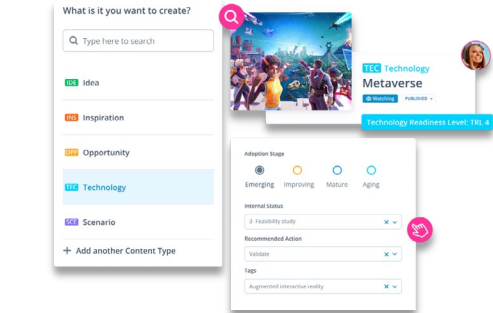 What is it you want to create?
Type here to search
IDE Idea
INS Inspiration
OPP Opportunity
TEC Technology
SCE Scenario
+ Add another Content Type
TEC Technology
Metaverse
Watching PUBLISHED
Technology Readiness Level: TRL 4
Adoption Stage
Emerging Improving Mature Aging
Internal Status
3. Feasibility study
Recommended Action
Validate
Tags
Augmented interactive reality